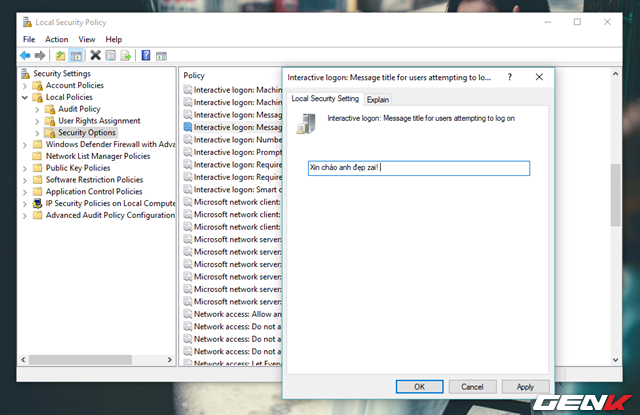 Local Security Policy
File Action View Help
Security Settings
Account Policies
Local Policies
Audit Policy
User Rights Assignment
Security Options
Windows Defender Firewall with Adva
Network List Manager Policies
Public Key Policies
Software Restriction Policies
Application Control Policies
IP Security Policies on Local Compute
Advanced Audit Policy Configuration
Policy
Interactive logon: Machin
Interactive logon: Machin
Interactive logon: Messag
Interactive logon: Messag
Interactive logon: Numbe
Interactive logon: Prompt
Interactive logon: Require
Interactive logon: Require
Interactive logon: Smart c
Microsoft network client:
Microsoft network client:
Microsoft network client:
Microsoft network server:
Microsoft network server:
Microsoft network server:
Microsoft network server:
Microsoft network server:
Microsoft network server:
Network access: Allow an
Network access: Do not a
Network access: Do not a
Network access: Do not a
Network access: Let Every
Interactive logon: Message title for users attempting to lo...
Local Security Setting Explain
Interactive logon: Message title for users attempting to log on
Xin chào anh đẹp zai!
OK Cancel Apply
GENK